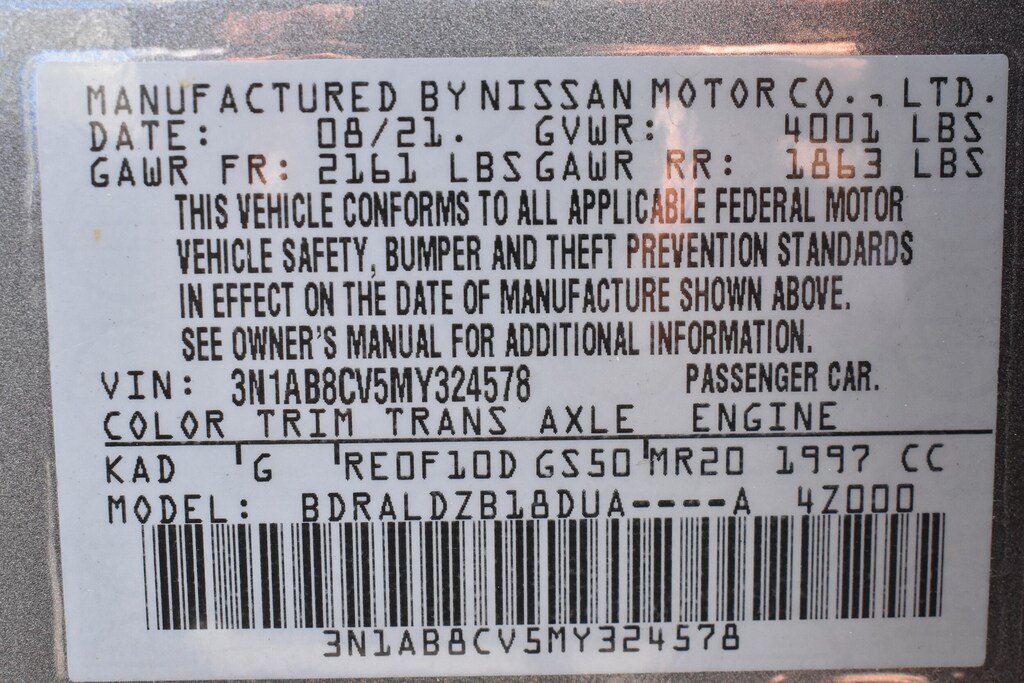 MANUFACTURED BY NISSAN MOTOR CO., LTD.
DATE: 08/21. GVWR: 4001 LBS
GAWR FR: 2161 LBS GAWR RR: 1863 LBS
THIS VEHICLE CONFORMS TO ALL APPLICABLE FEDERAL MOTOR
VEHICLE SAFETY, BUMPER AND THEFT PREVENTION STANDARDS
IN EFFECT ON THE DATE OF MANUFACTURE SHOWN ABOVE.
SEE OWNER'S MANUAL FOR ADDITIONAL INFORMATION.
VIN: 3N1AB8CV5MY324578 PASSENGER CAR.
COLOR TRIM TRANS AXLE ENGINE
KAD G RE0F10D GS50 MR20 1997 CC
MODEL: BDRALDZB18DUA----A 4Z000
3N1AB8CV5MY324578